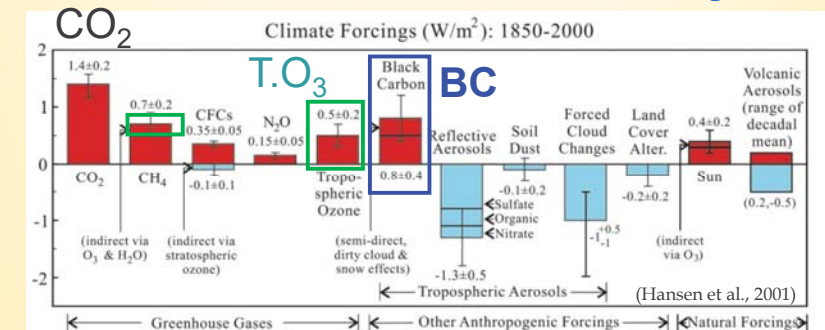 CO₂
Climate Forcings (W/m²): 1850-2000
T.O₃
BC
2
1
0
-1
-2
1.4±0.2
CO₂
0.7±0.2
CH₄
(indirect via
O₃ & H₂O)
CFCs
0.35±0.05
-0.1±0.1
(indirect via
stratospheric
ozone)
N₂O
0.15±0.05
0.5±0.2
Tropo-
spheric
Ozone
Black
Carbon
0.8±0.4
(semi-direct,
dirty cloud &
snow effects)
Reflective
Aerosols
Sulfate
Organic
Nitrate
-1.3±0.5
Soil
Dust
-0.1±0.2
Forced
Cloud
Changes
-1 +0.5 -1
Land
Cover
Alter.
-0.2±0.2
0.4±0.2
Sun
(indirect
via O₃)
Volcanic
Aerosols
(range of
decadal
mean)
(0.2,-0.5)
Tropospheric Aerosols
(Hansen et al., 2001)
Greenhouse Gases
Other Anthropogenic Forcings
Natural Forcings